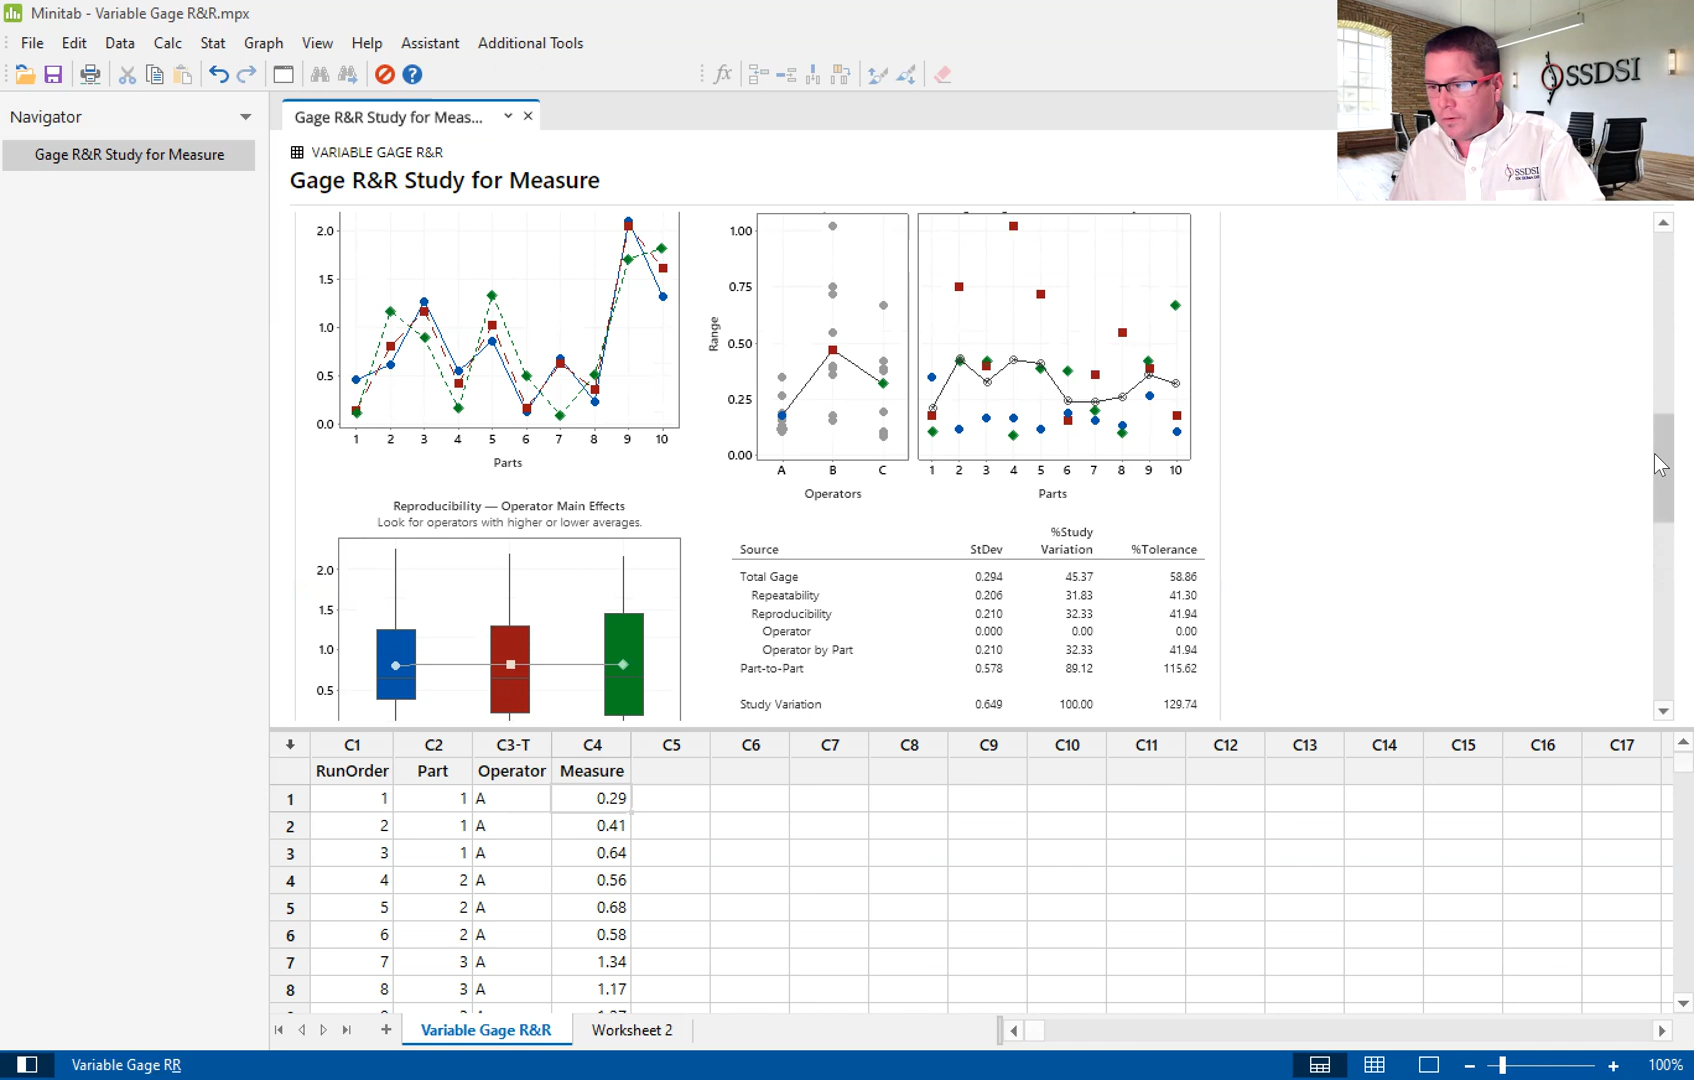 Minitab - Variable Gage R&R.mpx
File Edit Data Calc Stat Graph View Help Assistant Additional Tools
SSDSI
SSDSI
Navigator
Gage R&R Study for Measure
Gage R&R Study for Meas...
VARIABLE GAGE R&R
Gage R&R Study for Measure
2.0
1.5
1.0
0.5
0.0
1 2 3 4 5 6 7 8 9 10
Parts
Range
1.00
0.75
0.50
0.25
0.00
A B C
Operators
1 2 3 4 5 6 7 8 9 10
Parts
Reproducibility — Operator Main Effects
Look for operators with higher or lower averages.
2.0
1.5
1.0
0.5
%Study
Source StDev Variation %Tolerance
Total Gage 0.294 45.37 58.86
Repeatability 0.206 31.83 41.30
Reproducibility 0.210 32.33 41.94
Operator 0.000 0.00 0.00
Operator by Part 0.210 32.33 41.94
Part-to-Part 0.578 89.12 115.62
Study Variation 0.649 100.00 129.74
C1 C2 C3-T C4 C5 C6 C7 C8 C9 C10 C11 C12 C13 C14 C15 C16 C17
RunOrder Part Operator Measure
1 1 1 A 0.29
2 2 1 A 0.41
3 3 1 A 0.64
4 4 2 A 0.56
5 5 2 A 0.68
6 6 2 A 0.58
7 7 3 A 1.34
8 8 3 A 1.17
Variable Gage R&R Worksheet 2
Variable Gage RR
100%